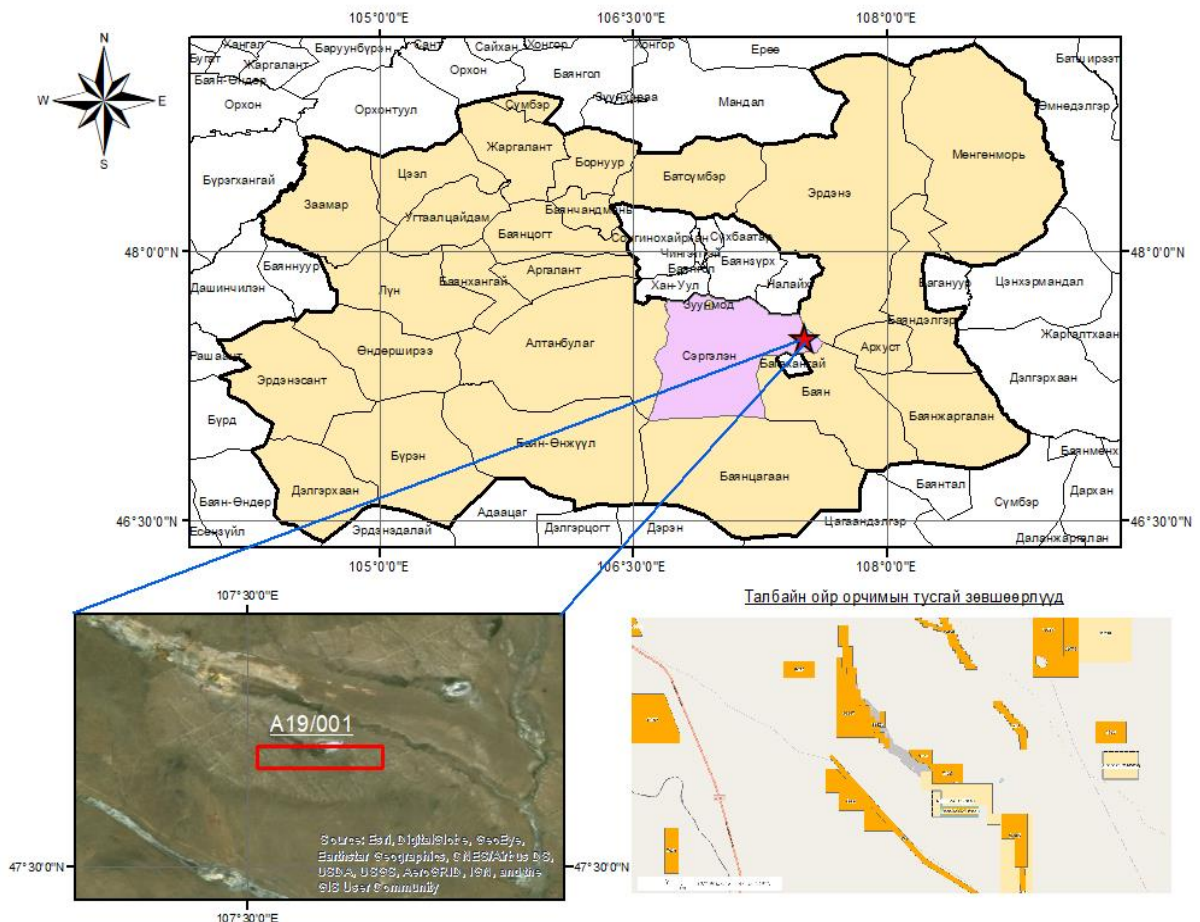 105°0'0"E
106°30'0"E
108°0'0"E
N
W
E
S
Хангал
Баруунбүрэн
Сант
Сайхан
Хонгор
Хонгор
Ерөө
Бугат
Жаргалант
Орхон
Баянгол
Батширээт
Баян-Өндөр
Зүүнхараа
Орхон
Орхонтуул
Сүмбэр
Мандал
Өмнөдэлгэр
Жаргалант
Борнуур
Мөнгөнморь
Бүрэгхангай
Цээл
Батсүмбэр
Эрдэнэ
Заамар
Угтаалцайдам
Баянчандмань
Баянцогт
Сонгинохайрхан
Сүхбаатар
48°0'0"N
48°0'0"N
Чингэлтэй
Баянзүрх
Баяннуур
Аргалант
Баянгол
Дашинчилэн
Лүн
Баянхангай
Хан-Уул
Налайх
Багануур
Цэнхэрмандал
Зуунмод
Баяндэлгэр
Өндөрширээ
Алтанбулаг
Жаргалтхаан
Рашаант
Сэргэлэн
Архуст
Эрдэнэсант
Багахангай
Дэлгэрхаан
Баян
Бүрд
Баянжаргалан
Бүрэн
Баян-Өнжүүл
Баянмөнх
Дэлгэрхаан
Баянцагаан
Баянтал
Баян-Өндөр
Адаацаг
Сүмбэр
Дархан
46°30'0"N
46°30'0"N
Есөнзүйл
Эрдэнэдалай
Дэлгэрцогт
Дэрэн
Цагаандэлгэр
Даланжаргалан
105°0'0"E
106°30'0"E
108°0'0"E
107°30'0"E
Талбайн ойр орчимын тусгай зөвшөөрлүүд
A19/001
Source: Esri, DigitalGlobe, GeoEye,
Earthstar Geographics, CNES/Airbus DS,
USDA, USGS, AeroGRID, IGN, and the
GIS User Community
47°30'0"N
47°30'0"N
107°30'0"E